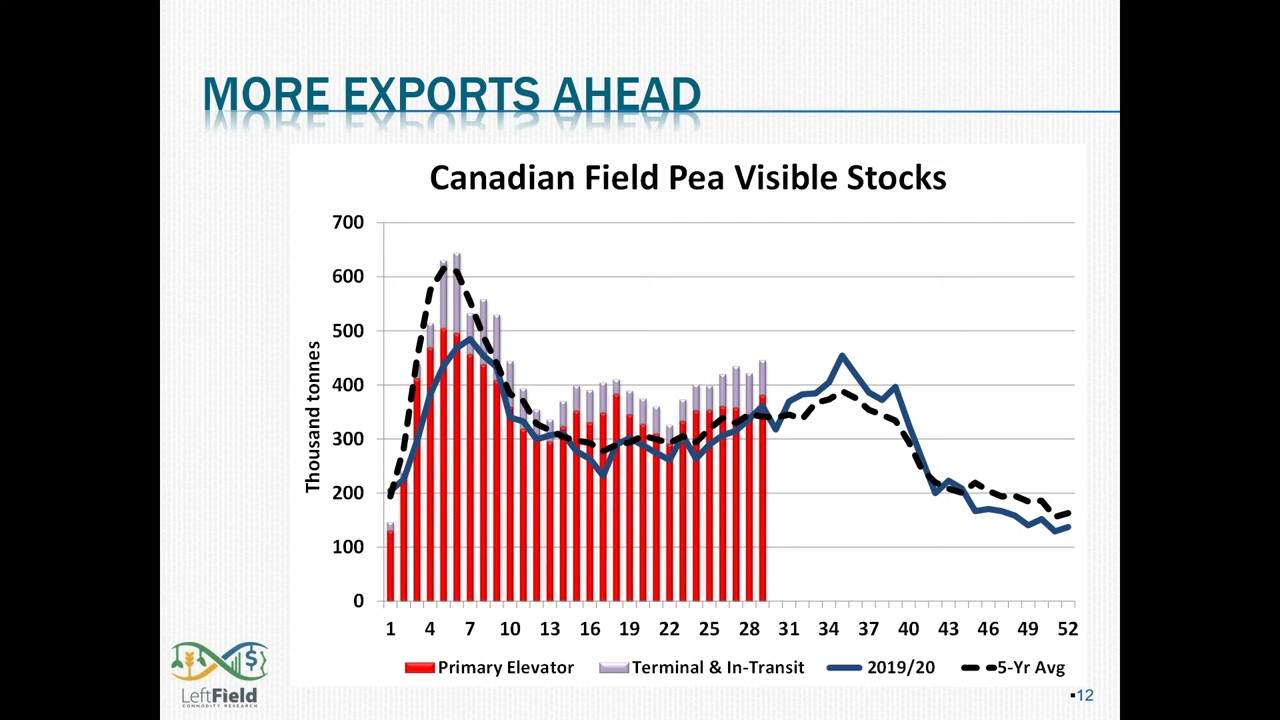 MORE EXPORTS AHEAD
Canadian Field Pea Visible Stocks
700
600
500
400
300
200
100
0
Thousand tonnes
1 4 7 10 13 16 19 22 25 28 31 34 37 40 43 46 49 52
Primary Elevator Terminal & In-Transit 2019/20 5-Yr Avg
LeftField
COMMODITY RESEARCH
12